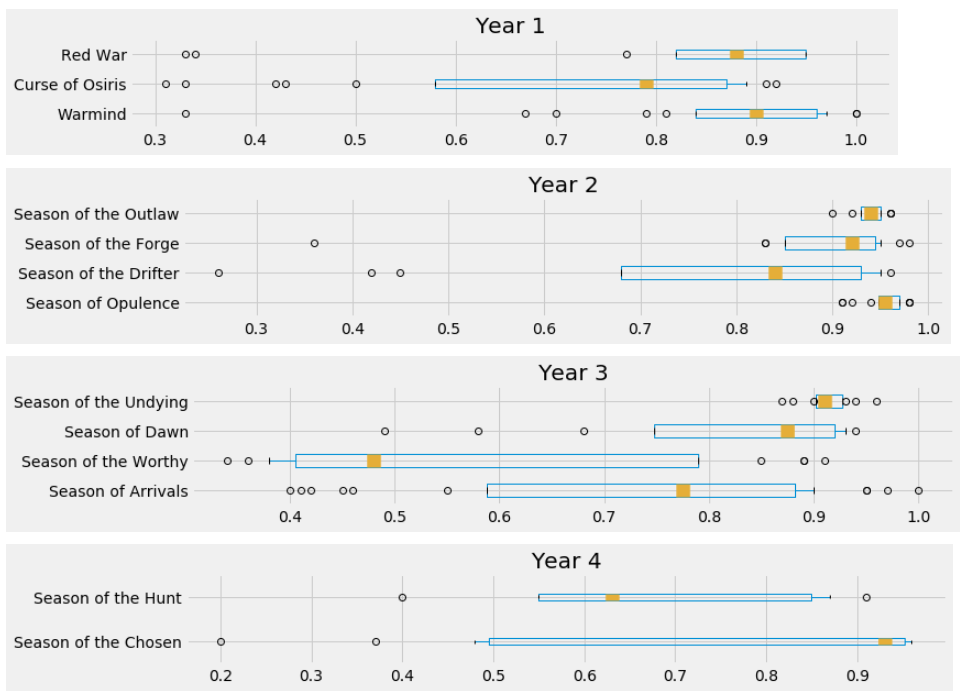 Year 1
Red War
Curse of Osiris
Warmind
0.3 0.4 0.5 0.6 0.7 0.8 0.9 1.0
Year 2
Season of the Outlaw
Season of the Forge
Season of the Drifter
Season of Opulence
0.3 0.4 0.5 0.6 0.7 0.8 0.9 1.0
Year 3
Season of the Undying
Season of Dawn
Season of the Worthy
Season of Arrivals
0.4 0.5 0.6 0.7 0.8 0.9 1.0
Year 4
Season of the Hunt
Season of the Chosen
0.2 0.3 0.4 0.5 0.6 0.7 0.8 0.9